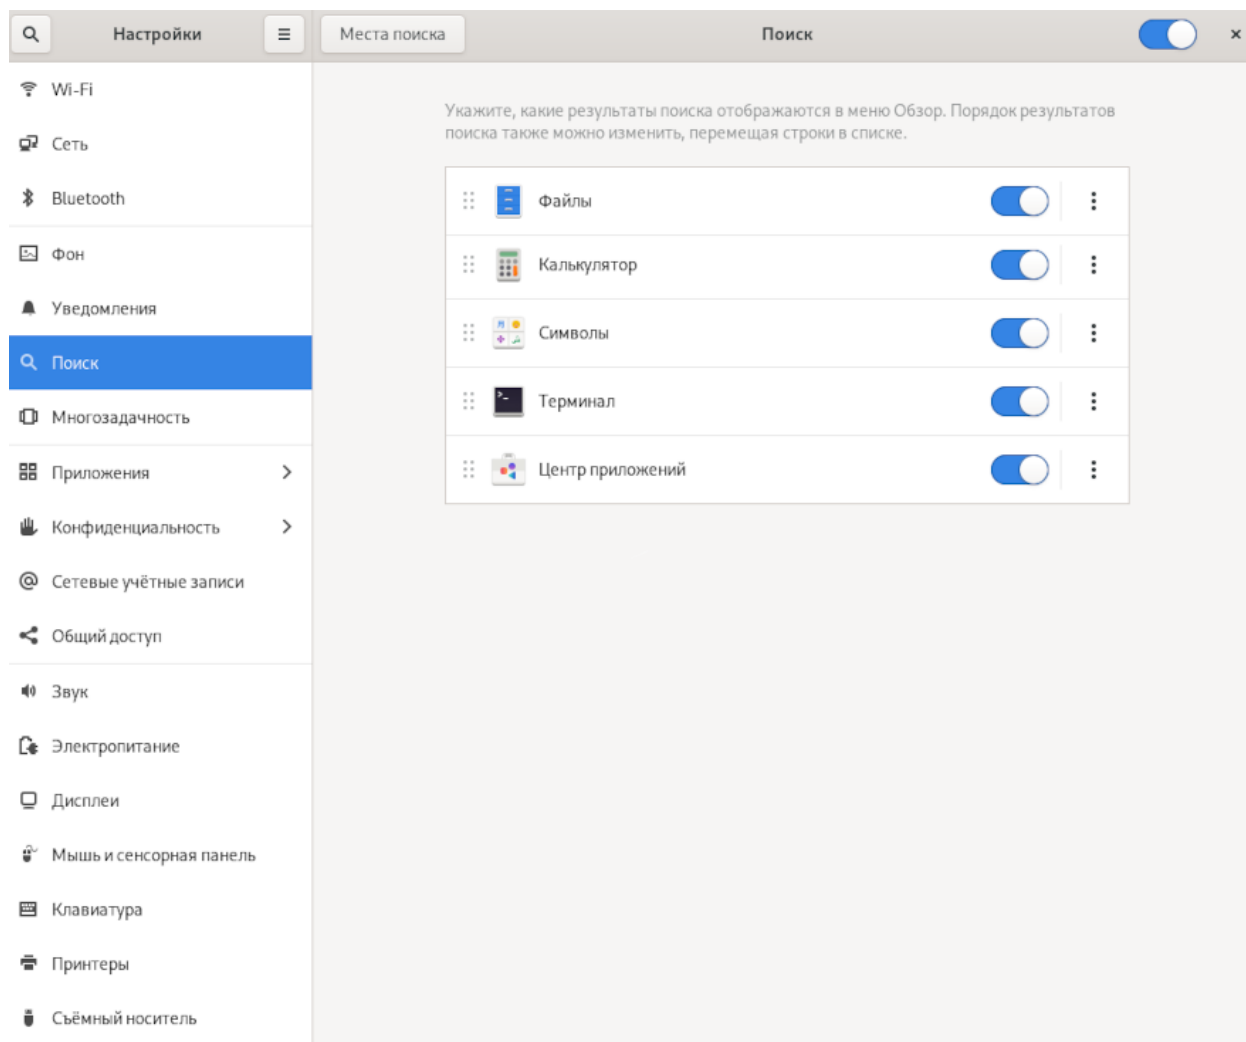 Настройки
Места поиска
Поиск
Wi-Fi
Сеть
Bluetooth
Фон
Уведомления
Поиск
Многозадачность
Приложения
Конфиденциальность
Сетевые учётные записи
Общий доступ
Звук
Электропитание
Дисплеи
Мышь и сенсорная панель
Клавиатура
Принтеры
Съёмный носитель
Укажите, какие результаты поиска отображаются в меню Обзор. Порядок результатов
поиска также можно изменить, перемещая строки в списке.
Файлы
Калькулятор
Символы
Терминал
Центр приложений